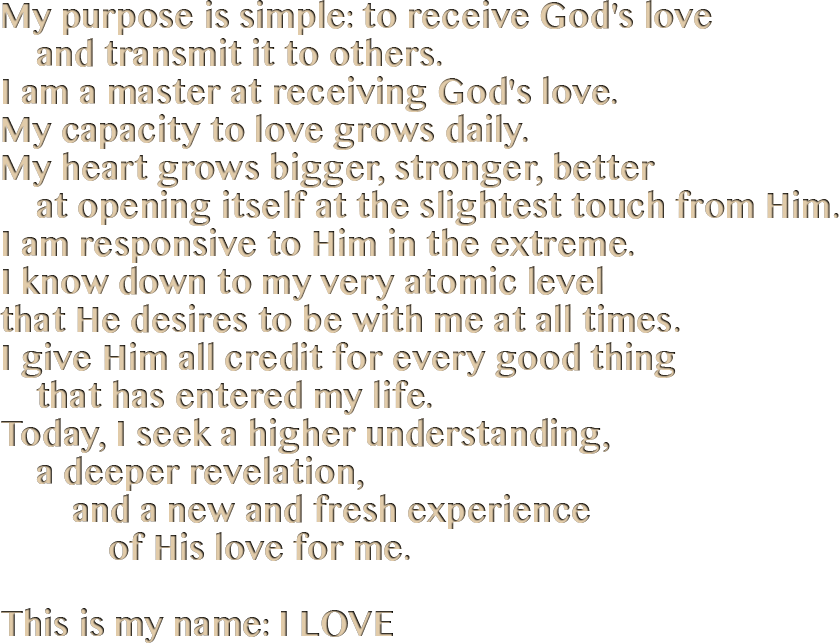 My purpose is simple: to receive God's love
and transmit it to others.
I am a master at receiving God's love.
My capacity to love grows daily.
My heart grows bigger, stronger, better
at opening itself at the slightest touch from Him.
I am responsive to Him in the extreme.
I know down to my very atomic level
that He desires to be with me at all times.
I give Him all credit for every good thing
that has entered my life.
Today, I seek a higher understanding,
a deeper revelation,
and a new and fresh experience
of His love for me.
This is my name: I LOVE